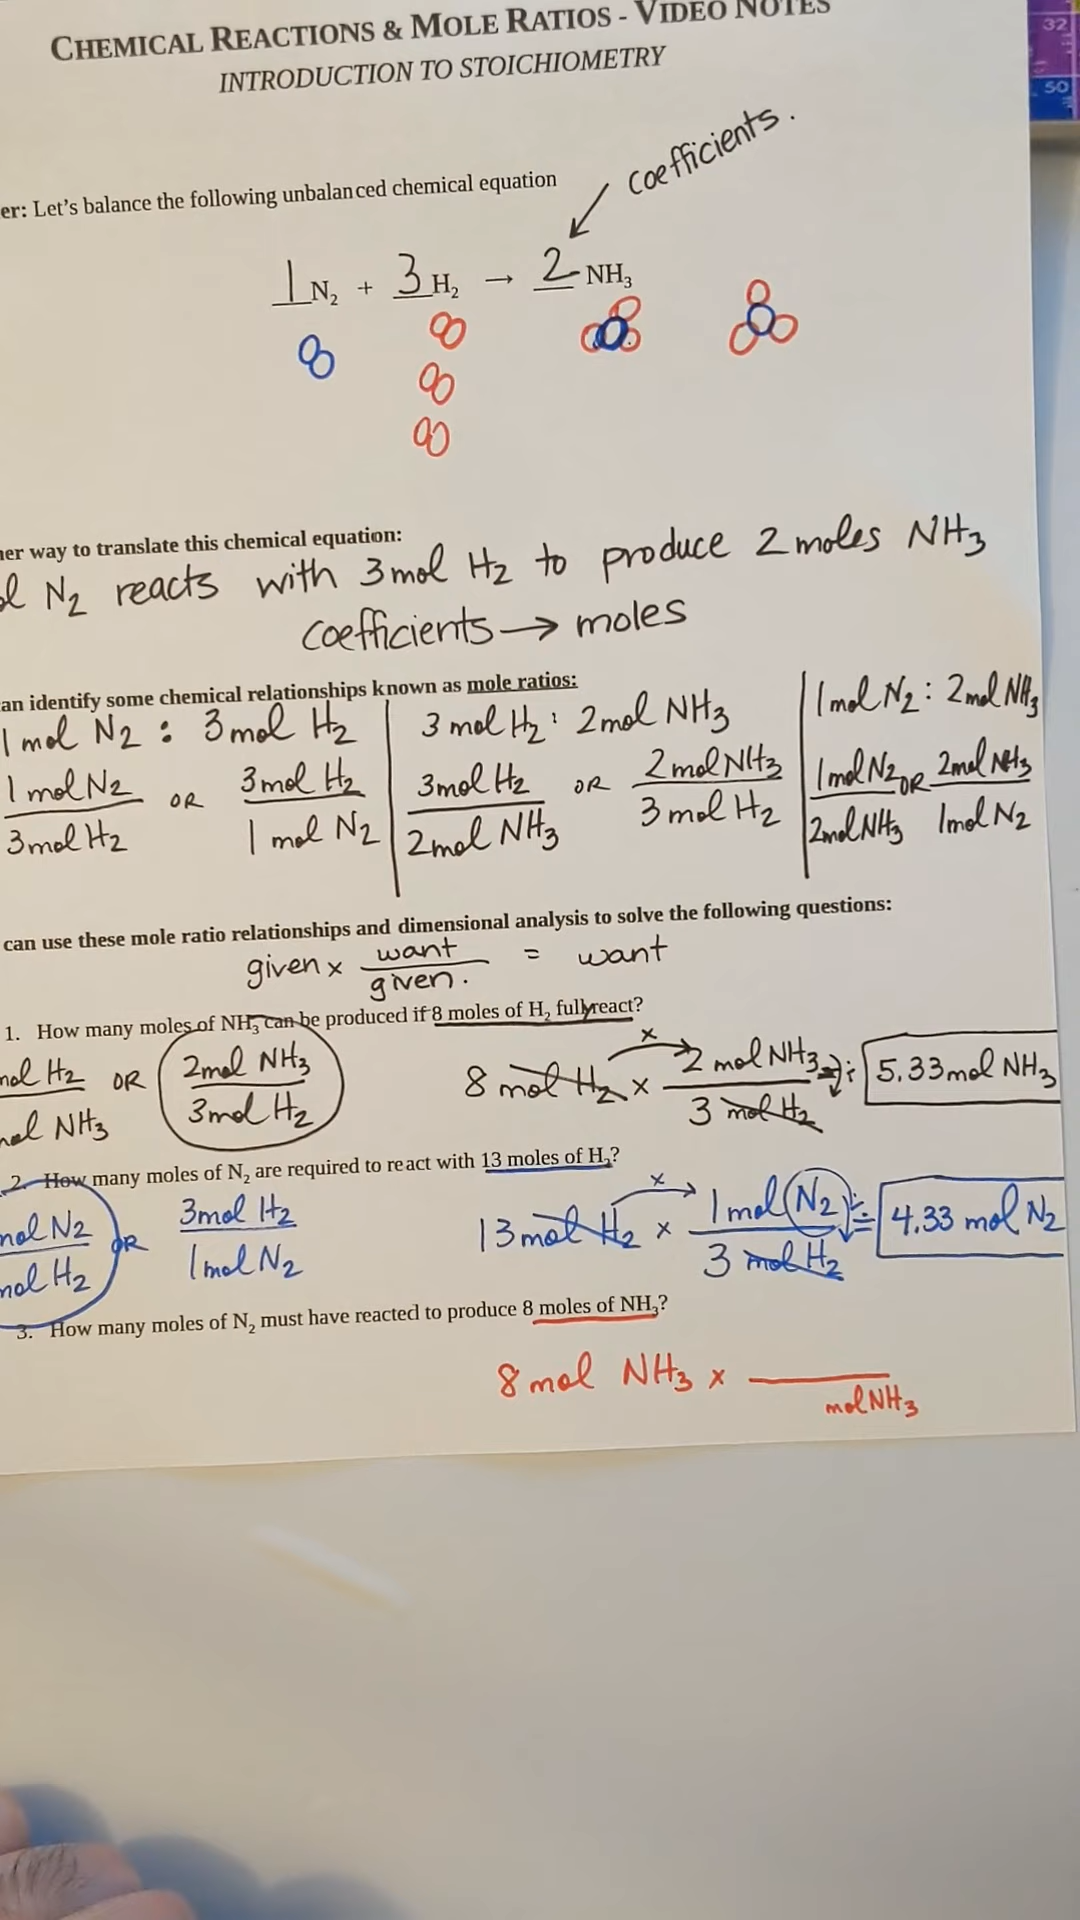 CHEMICAL REACTIONS & MOLE RATIOS - VIDEO NOTES
INTRODUCTION TO STOICHIOMETRY
32
50
coefficients.
er: Let's balance the following unbalanced chemical equation
1 N₂ + 3 H₂ → 2 NH₃
er way to translate this chemical equation:
N₂ reacts with 3 mol H₂ to produce 2 moles NH₃
coefficients → moles
an identify some chemical relationships known as mole ratios:
1 mol N₂ : 3 mol H₂
1 mol N₂ / 3 mol H₂ OR 3 mol H₂ / 1 mol N₂
3 mol H₂ : 2 mol NH₃
3 mol H₂ / 2 mol NH₃ OR 2 mol NH₃ / 3 mol H₂
1 mol N₂ : 2 mol NH₃
1 mol N₂ / 2 mol NH₃ OR 2 mol NH₃ / 1 mol N₂
can use these mole ratio relationships and dimensional analysis to solve the following questions:
given x want / given. = want
1. How many moles of NH₃ can be produced if 8 moles of H₂ fully react?
mol H₂ / mol NH₃ OR 2 mol NH₃ / 3 mol H₂
8 mol H₂ x 2 mol NH₃ / 3 mol H₂ = 5.33 mol NH₃
2. How many moles of N₂ are required to react with 13 moles of H₂?
mol N₂ / mol H₂ OR 3 mol H₂ / 1 mol N₂
13 mol H₂ x 1 mol N₂ / 3 mol H₂ = 4.33 mol N₂
3. How many moles of N₂ must have reacted to produce 8 moles of NH₃?
8 mol NH₃ x ___ / mol NH₃